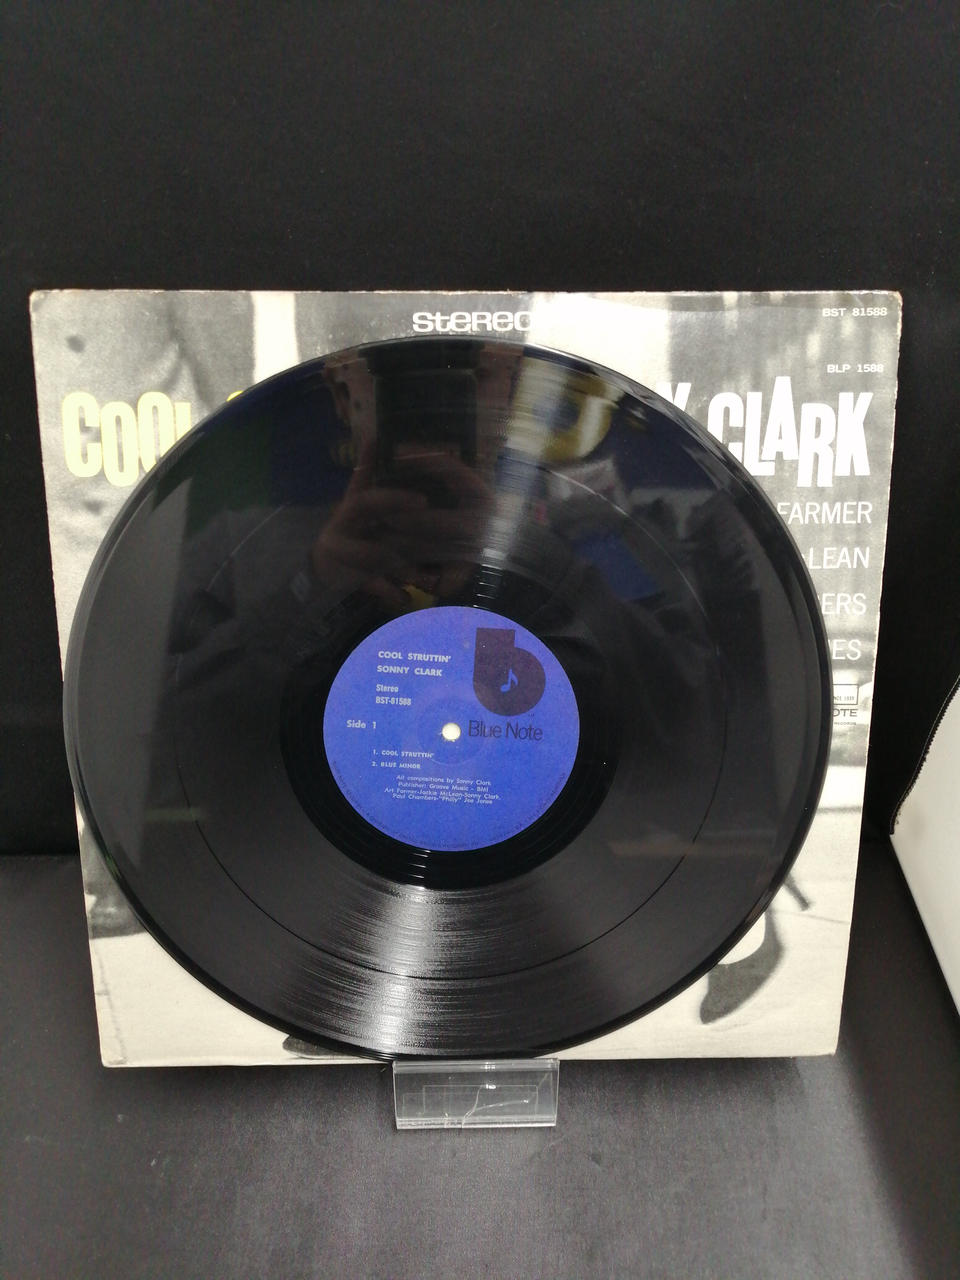 stereo
BST 81588
BLP 1588
COOL
CLARK
FARMER
LEAN
COOL STRUTTIN'
SONNY CLARK
Stereo
BST-81588
Side 1
Blue Note
1. COOL STRUTTIN'
2. BLUE MINOR
All compositions by Sonny Clark
Publisher: Groove Music - BMI
Art Farmer-Jackie McLean-Sonny Clark,
Paul Chambers-"Philly" Joe Jones